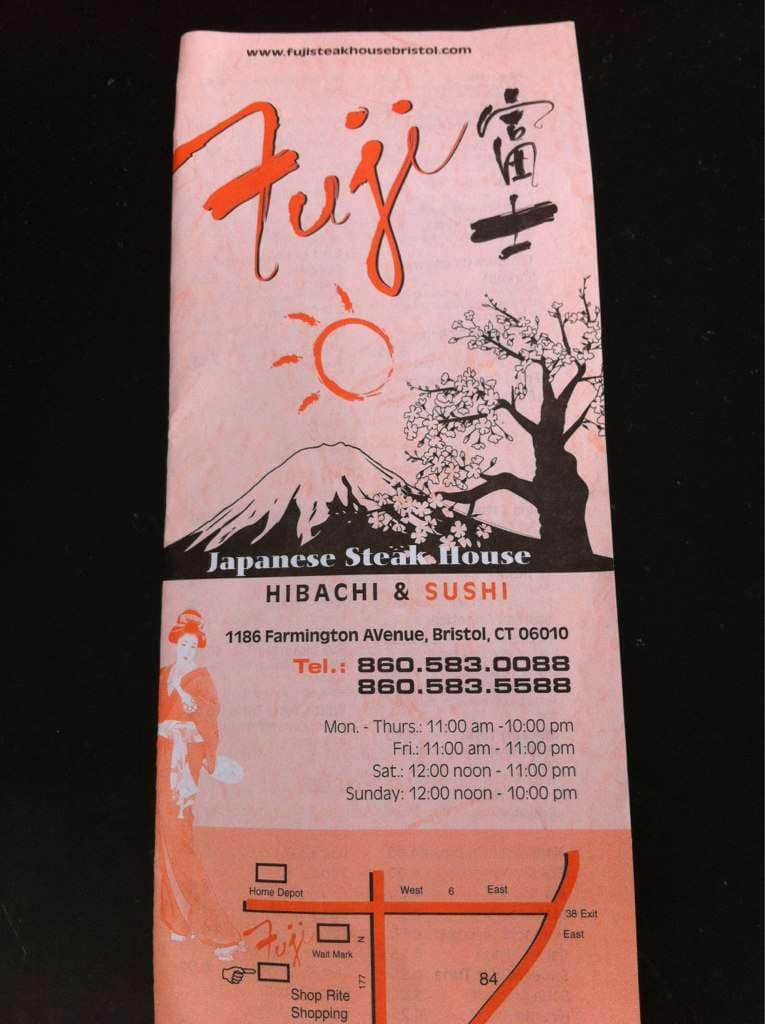 www.fujisteakhousebristol.com
Fuji 富士
Japanese Steak House
HIBACHI & SUSHI
1186 Farmington AVenue, Bristol, CT 06010
Tel.: 860.583.0088
860.583.5588
Mon. - Thurs.: 11:00 am -10:00 pm
Fri.: 11:00 am - 11:00 pm
Sat.: 12:00 noon - 11:00 pm
Sunday: 12:00 noon - 10:00 pm
Home Depot
West 6 East
38 Exit
East
Fuji
Walt Mark
177 N
84
Shop Rite
Shopping